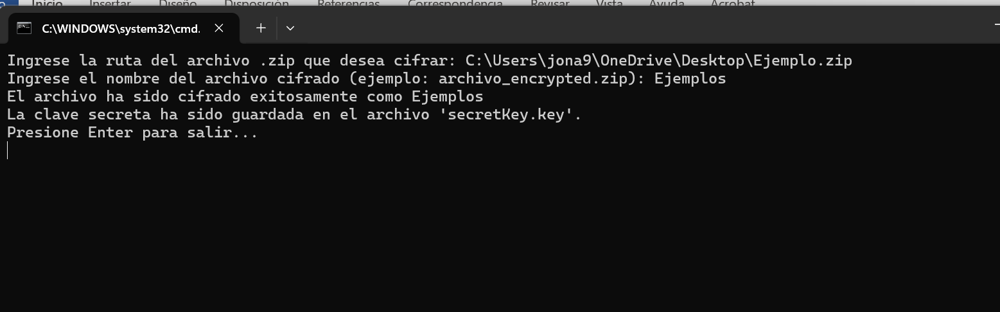 Inicio Insertar Diseño Disposición Referencias Correspondencia Revisar Vista Ayuda Acrobat
C:\WINDOWS\system32\cmd.
Ingrese la ruta del archivo .zip que desea cifrar: C:\Users\jona9\OneDrive\Desktop\Ejemplo.zip
Ingrese el nombre del archivo cifrado (ejemplo: archivo_encrypted.zip): Ejemplos
El archivo ha sido cifrado exitosamente como Ejemplos
La clave secreta ha sido guardada en el archivo 'secretKey.key'.
Presione Enter para salir...